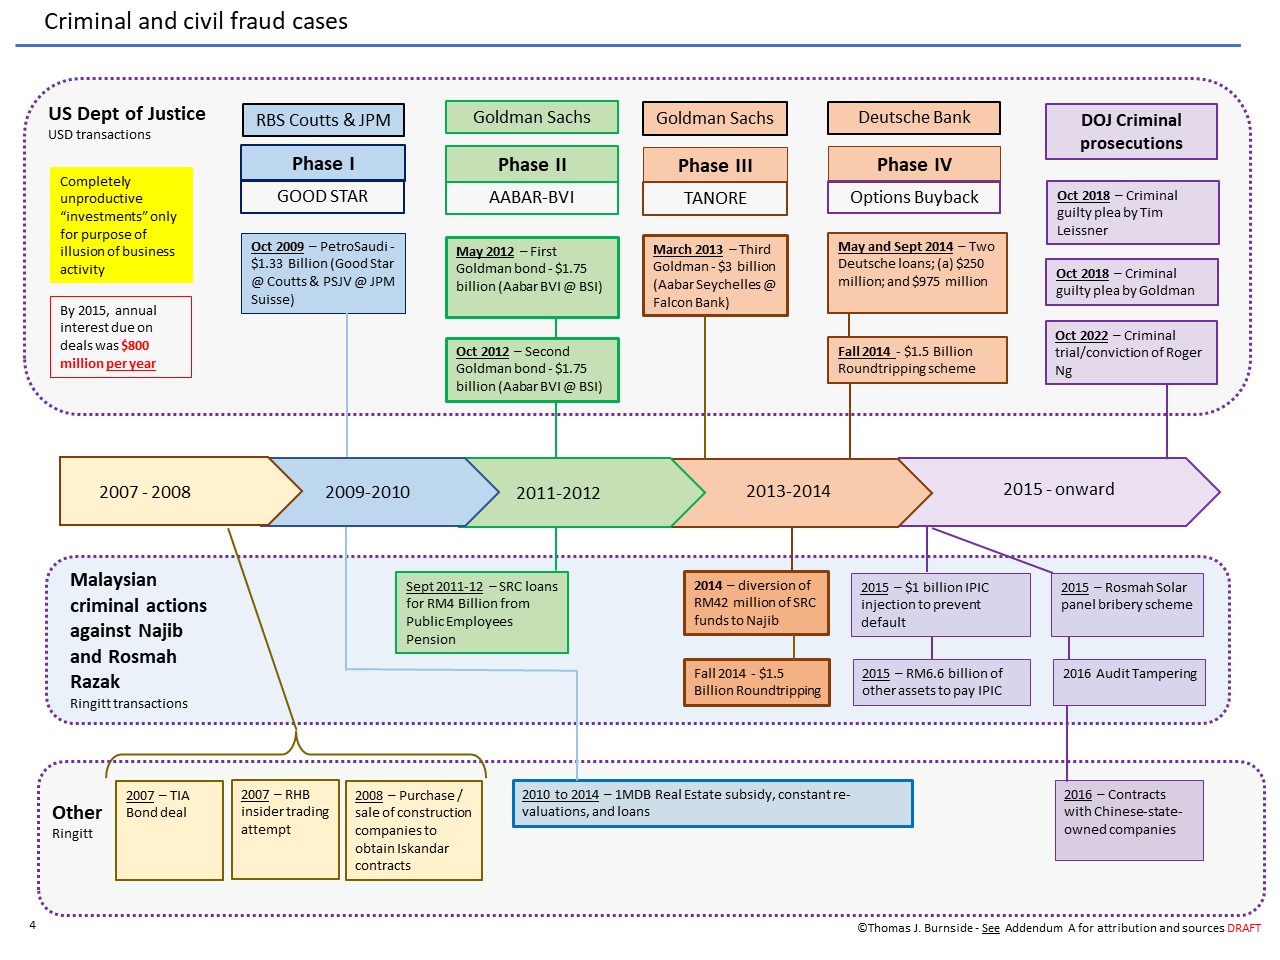 Criminal and civil fraud cases
US Dept of Justice
USD transactions
Completely
unproductive
“investments” only
for purpose of
illusion of business
activity
By 2015, annual
interest due on
deals was $800
million per year
RBS Coutts & JPM
Phase I
GOOD STAR
Oct 2009 – PetroSaudi -
$1.33 Billion (Good Star
@ Coutts & PSJV @ JPM
Suisse)
Goldman Sachs
Phase II
AABAR-BVI
May 2012 – First
Goldman bond - $1.75
billion (Aabar BVI @ BSI)
Oct 2012 – Second
Goldman bond - $1.75
billion (Aabar BVI @ BSI)
Goldman Sachs
Phase III
TANORE
March 2013 – Third
Goldman - $3 billion
(Aabar Seychelles @
Falcon Bank)
Deutsche Bank
Phase IV
Options Buyback
May and Sept 2014 – Two
Deutsche loans; (a) $250
million; and $975 million
Fall 2014 - $1.5 Billion
Roundtripping scheme
DOJ Criminal
prosecutions
Oct 2018 – Criminal
guilty plea by Tim
Leissner
Oct 2018 – Criminal
guilty plea by Goldman
Oct 2022 – Criminal
trial/conviction of Roger
Ng
2007 - 2008
2009-2010
2011-2012
2013-2014
2015 - onward
Malaysian
criminal actions
against Najib
and Rosmah
Razak
Ringitt transactions
Sept 2011-12 – SRC loans
for RM4 Billion from
Public Employees
Pension
2014 – diversion of
RM42 million of SRC
funds to Najib
Fall 2014 - $1.5
Billion Roundtripping
2015 – $1 billion IPIC
injection to prevent
default
2015 – RM6.6 billion of
other assets to pay IPIC
2015 – Rosmah Solar
panel bribery scheme
2016 Audit Tampering
Other
Ringitt
2007 – TIA
Bond deal
2007 – RHB
insider trading
attempt
2008 – Purchase /
sale of construction
companies to
obtain Iskandar
contracts
2010 to 2014 – 1MDB Real Estate subsidy, constant re-
valuations, and loans
2016 – Contracts
with Chinese-state-
owned companies
4
©Thomas J. Burnside - See Addendum A for attribution and sources DRAFT